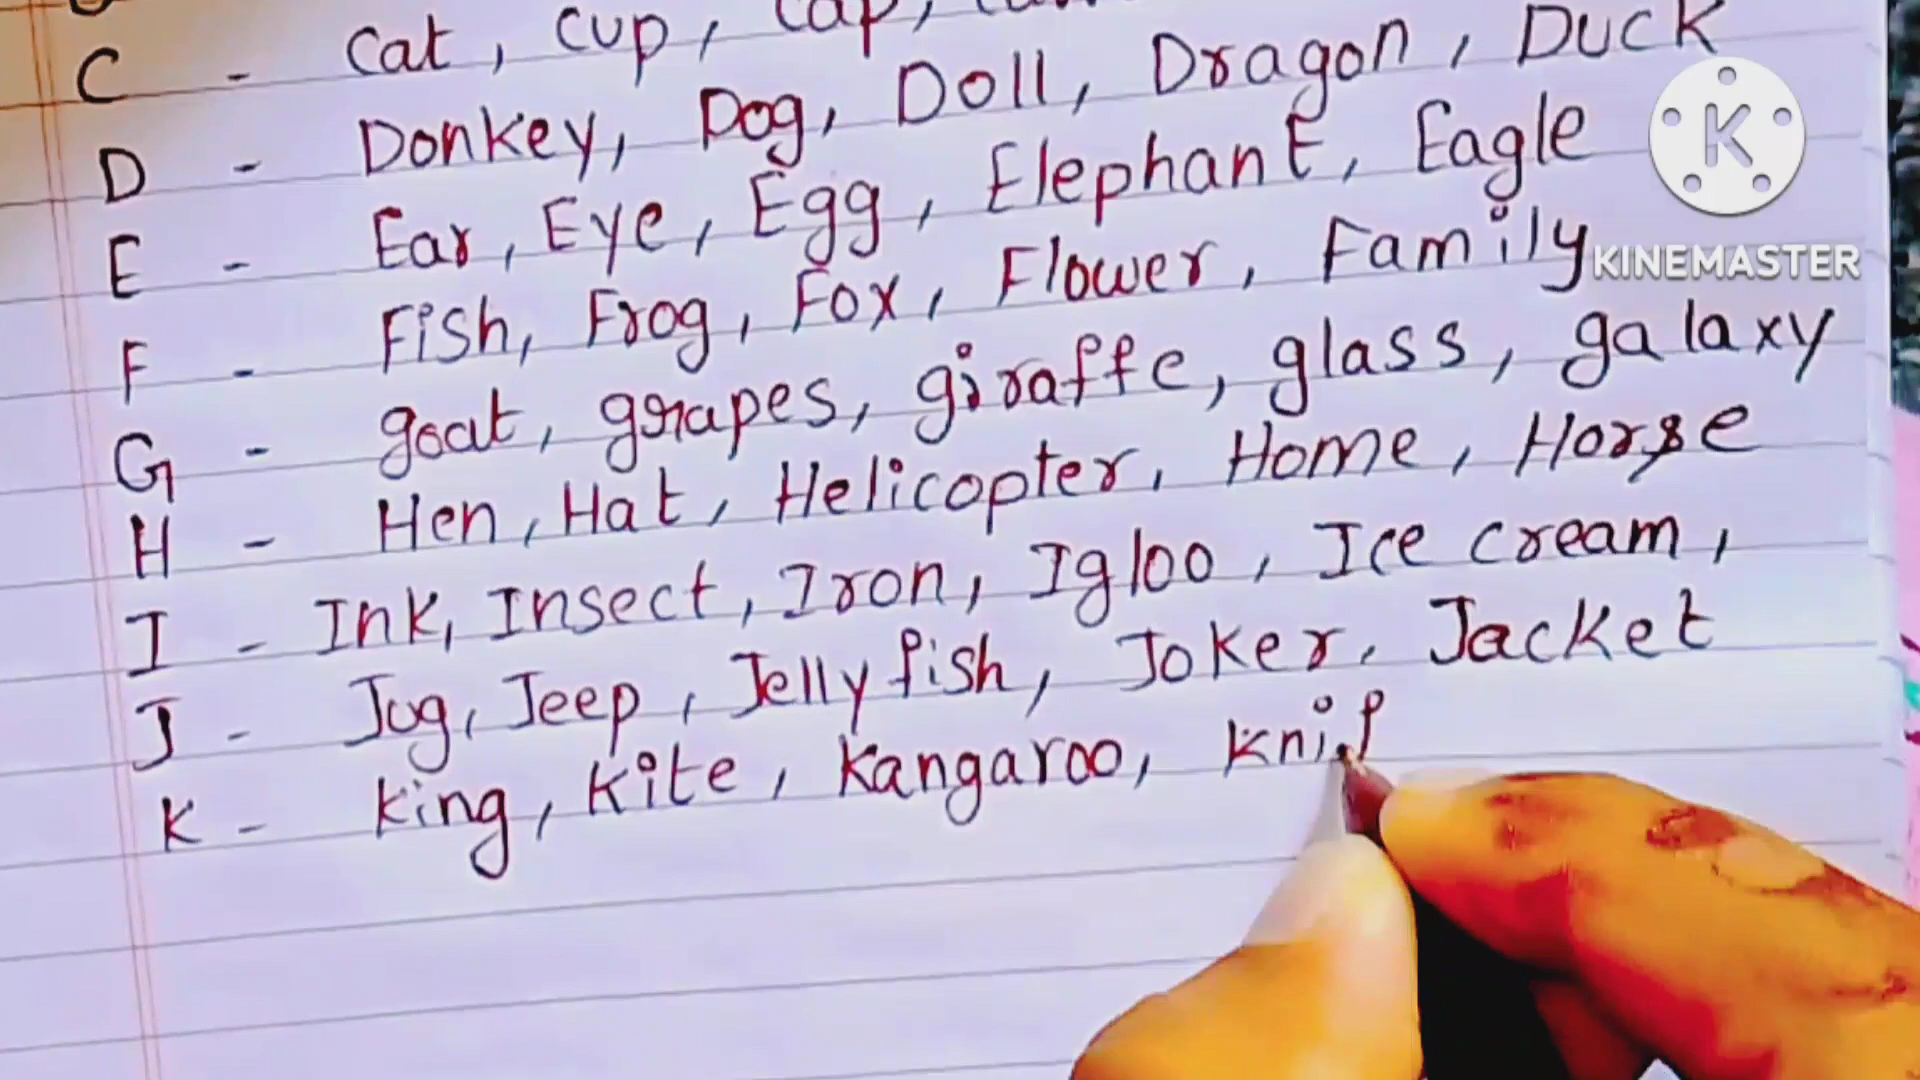 C - Cat, Cup, Cap,
D - Donkey, Dog, Doll, Dragon, Duck
E - Ear, Eye, Egg, Elephant, Eagle
F - Fish, Frog, Fox, Flower, Family
G - goat, grapes, giraffe, glass, galaxy
H - Hen, Hat, Helicopter, Home, Horse
I - Ink, Insect, Iron, Igloo, Ice cream,
J - Jug, Jeep, Jelly fish, Joker, Jacket
K - King, Kite, Kangaroo, Knif
K
KINEMASTER